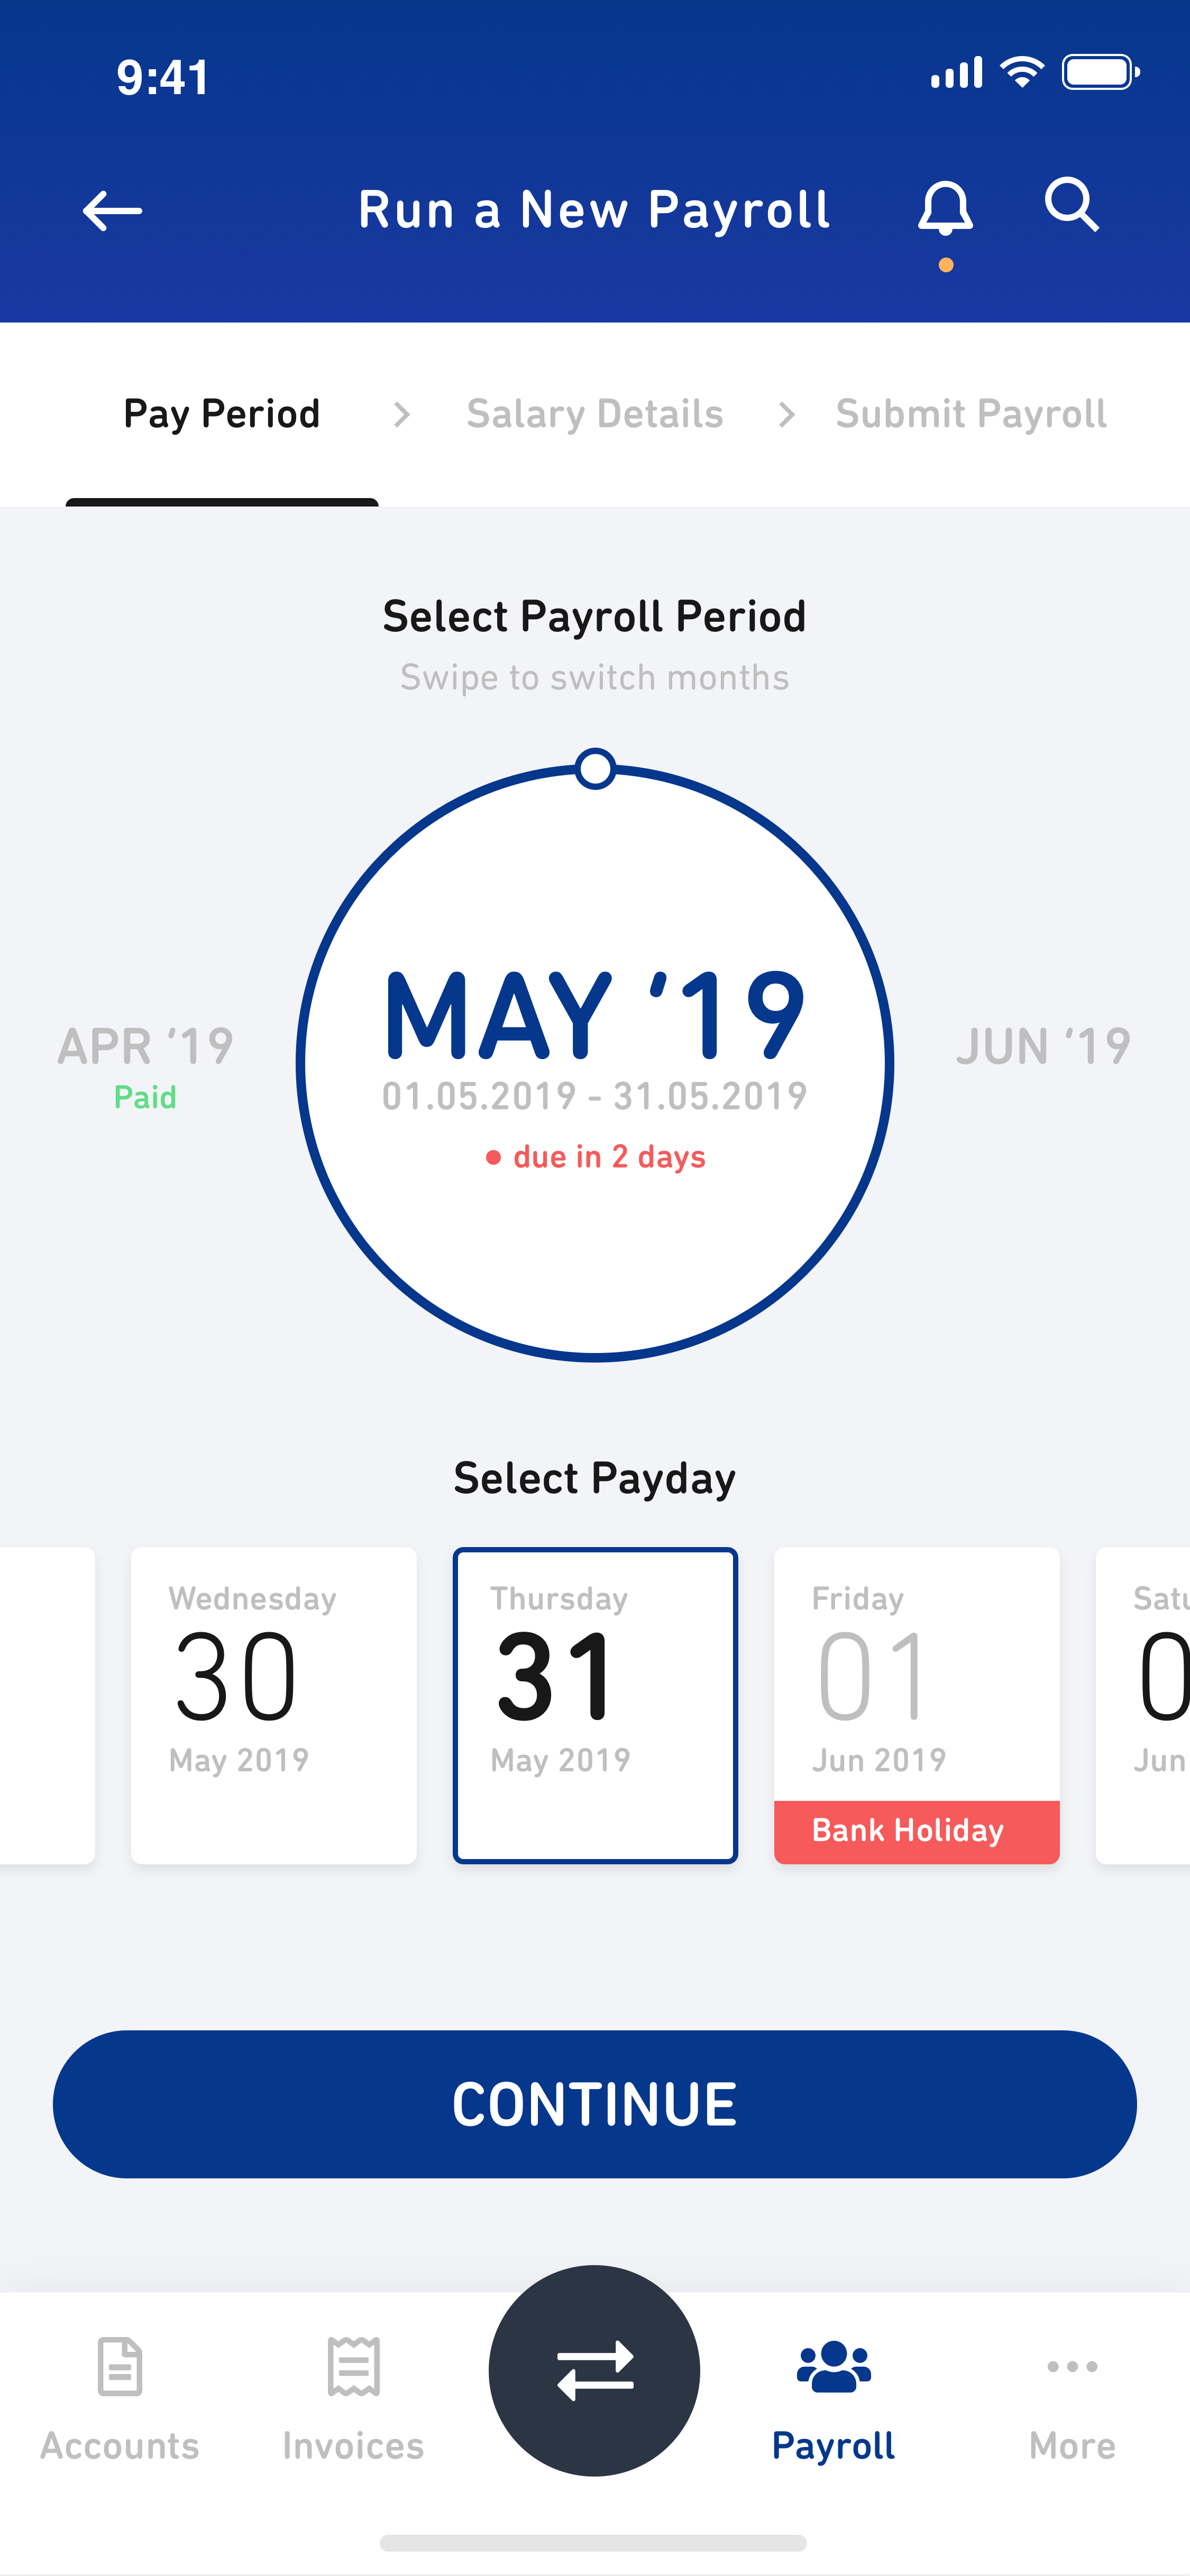 9:41
Run a New Payroll
Pay Period > Salary Details > Submit Payroll
Select Payroll Period
Swipe to switch months
APR ’19
Paid
MAY ’19
01.05.2019 - 31.05.2019
due in 2 days
JUN ’19
Select Payday
Wednesday
30
May 2019
Thursday
31
May 2019
Friday
01
Jun 2019
Bank Holiday
Jun
CONTINUE
Accounts
Invoices
Payroll
More